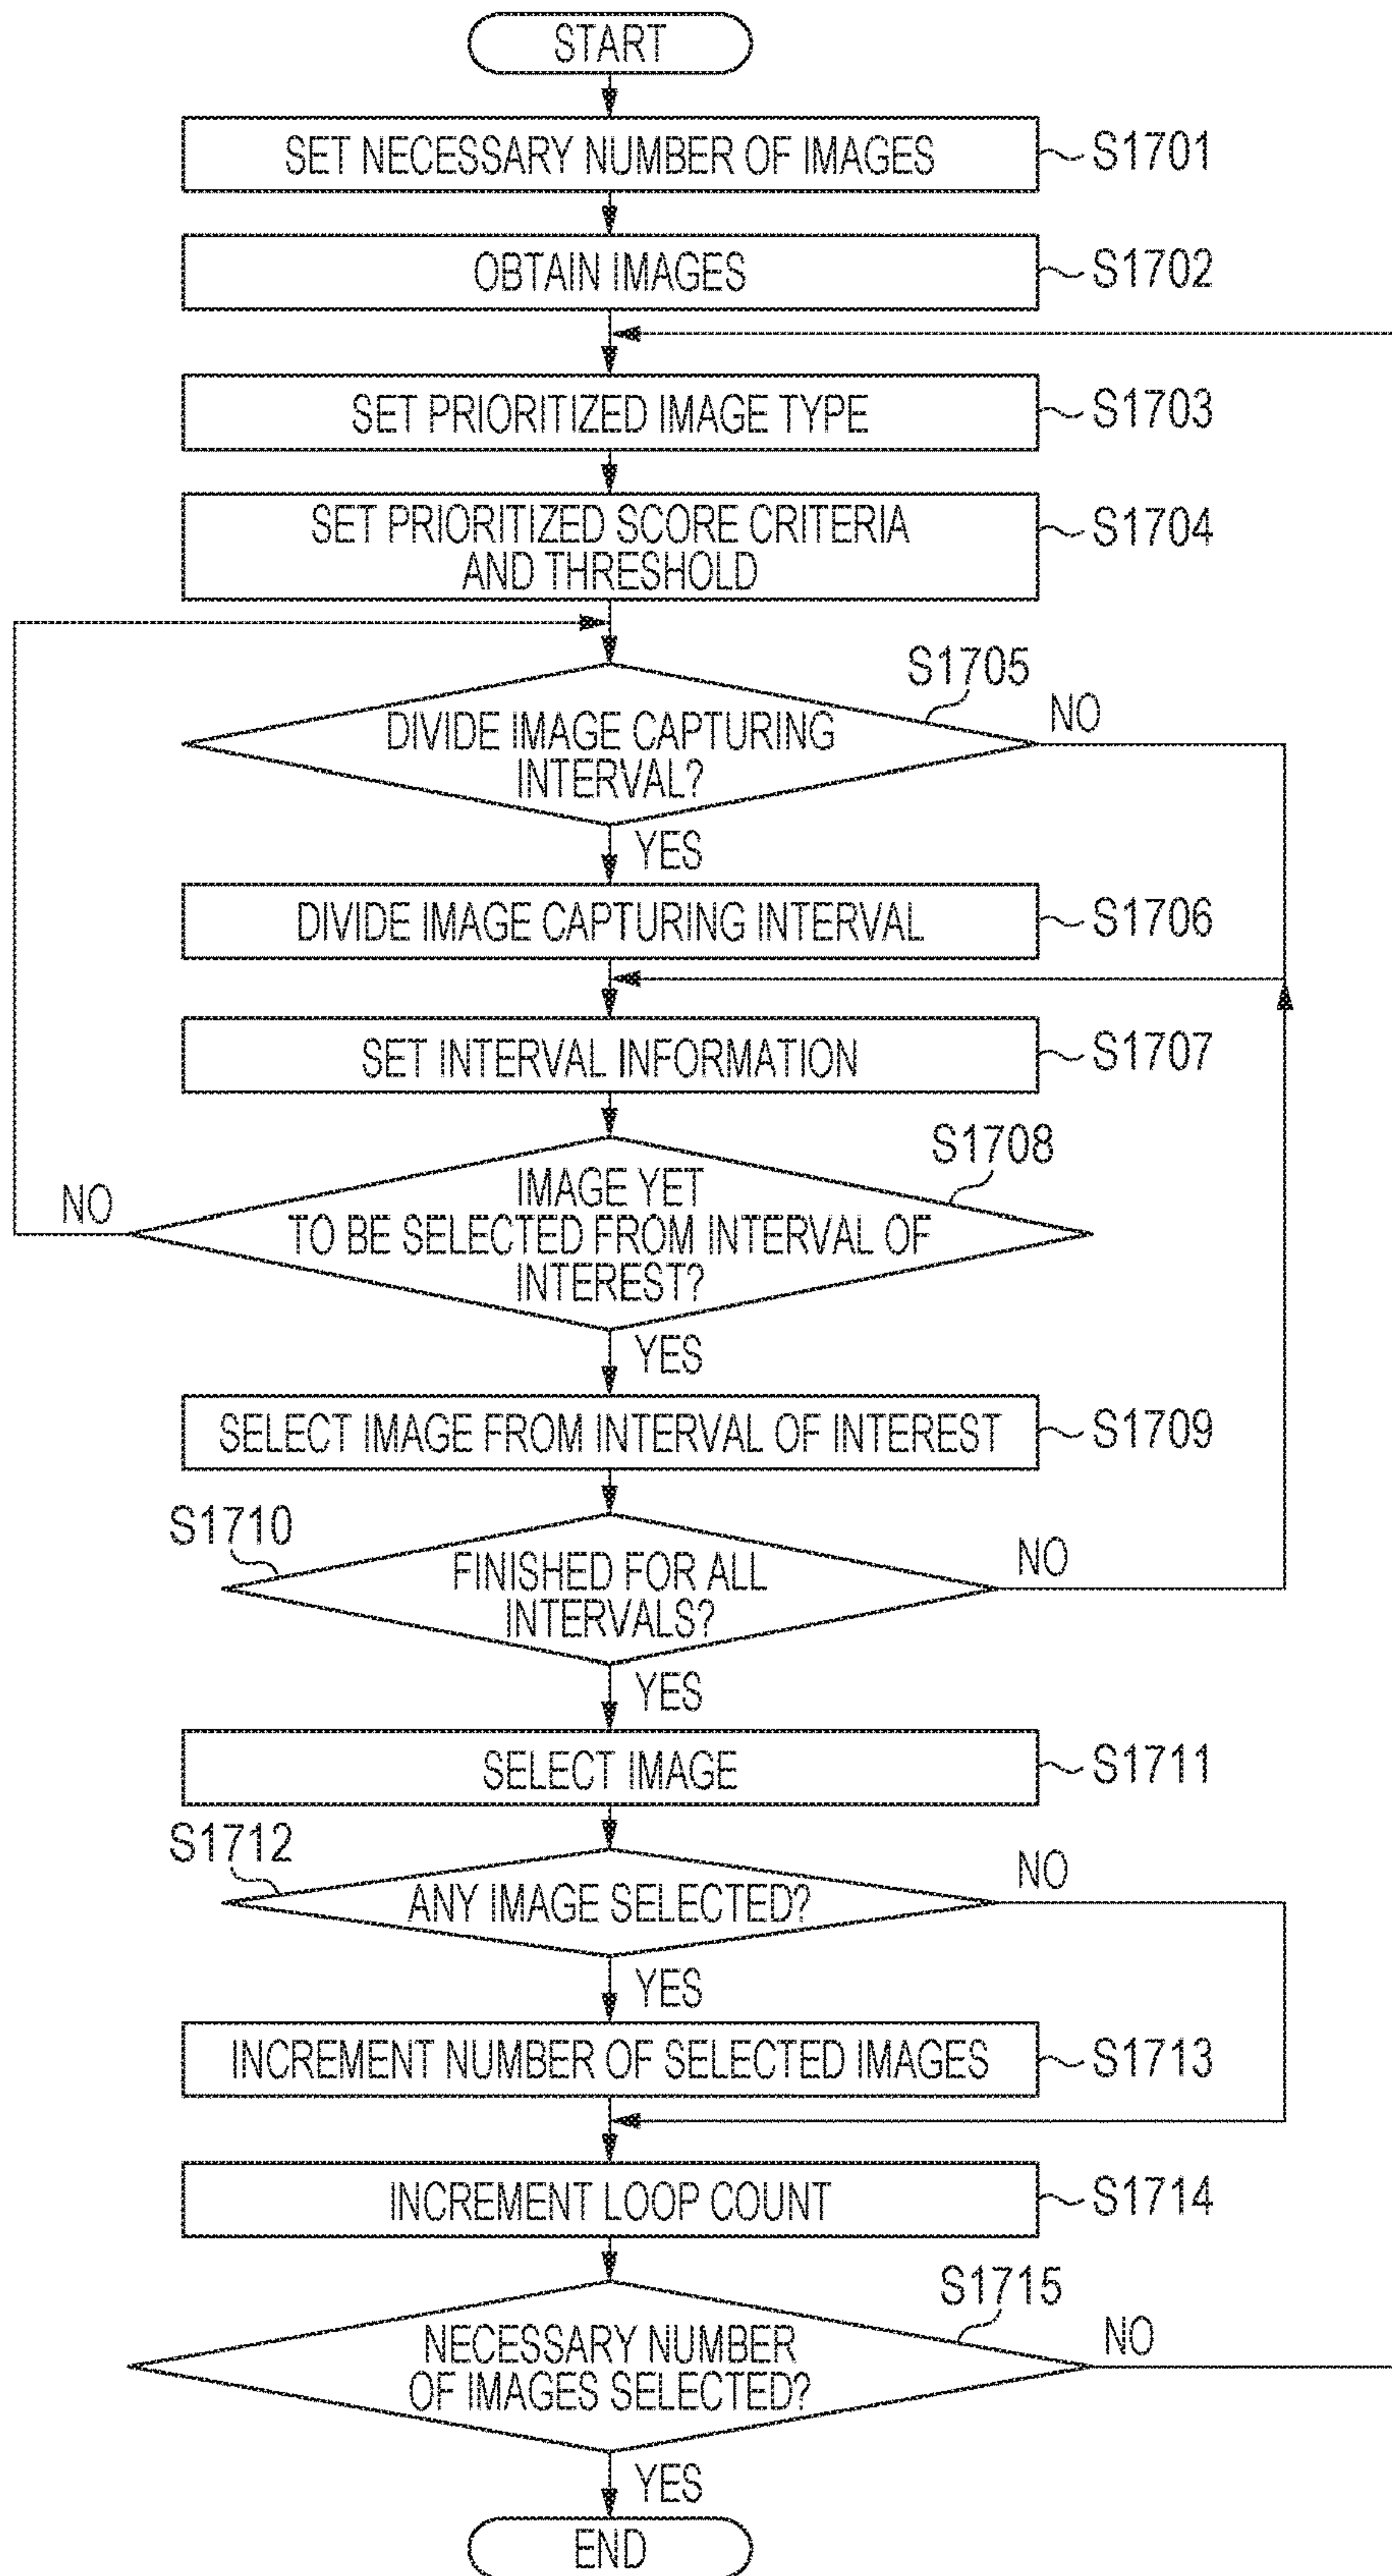 START
SET NECESSARY NUMBER OF IMAGES
S1701
OBTAIN IMAGES
S1702
SET PRIORITIZED IMAGE TYPE
S1703
SET PRIORITIZED SCORE CRITERIA
AND THRESHOLD
S1704
S1705
DIVIDE IMAGE CAPTURING
INTERVAL?
NO
YES
DIVIDE IMAGE CAPTURING INTERVAL
S1706
SET INTERVAL INFORMATION
S1707
S1708
IMAGE YET
TO BE SELECTED FROM INTERVAL OF
INTEREST?
NO
YES
SELECT IMAGE FROM INTERVAL OF INTEREST
S1709
S1710
FINISHED FOR ALL
INTERVALS?
NO
YES
SELECT IMAGE
S1711
S1712
ANY IMAGE SELECTED?
NO
YES
INCREMENT NUMBER OF SELECTED IMAGES
S1713
INCREMENT LOOP COUNT
S1714
S1715
NECESSARY NUMBER
OF IMAGES SELECTED?
NO
YES
END